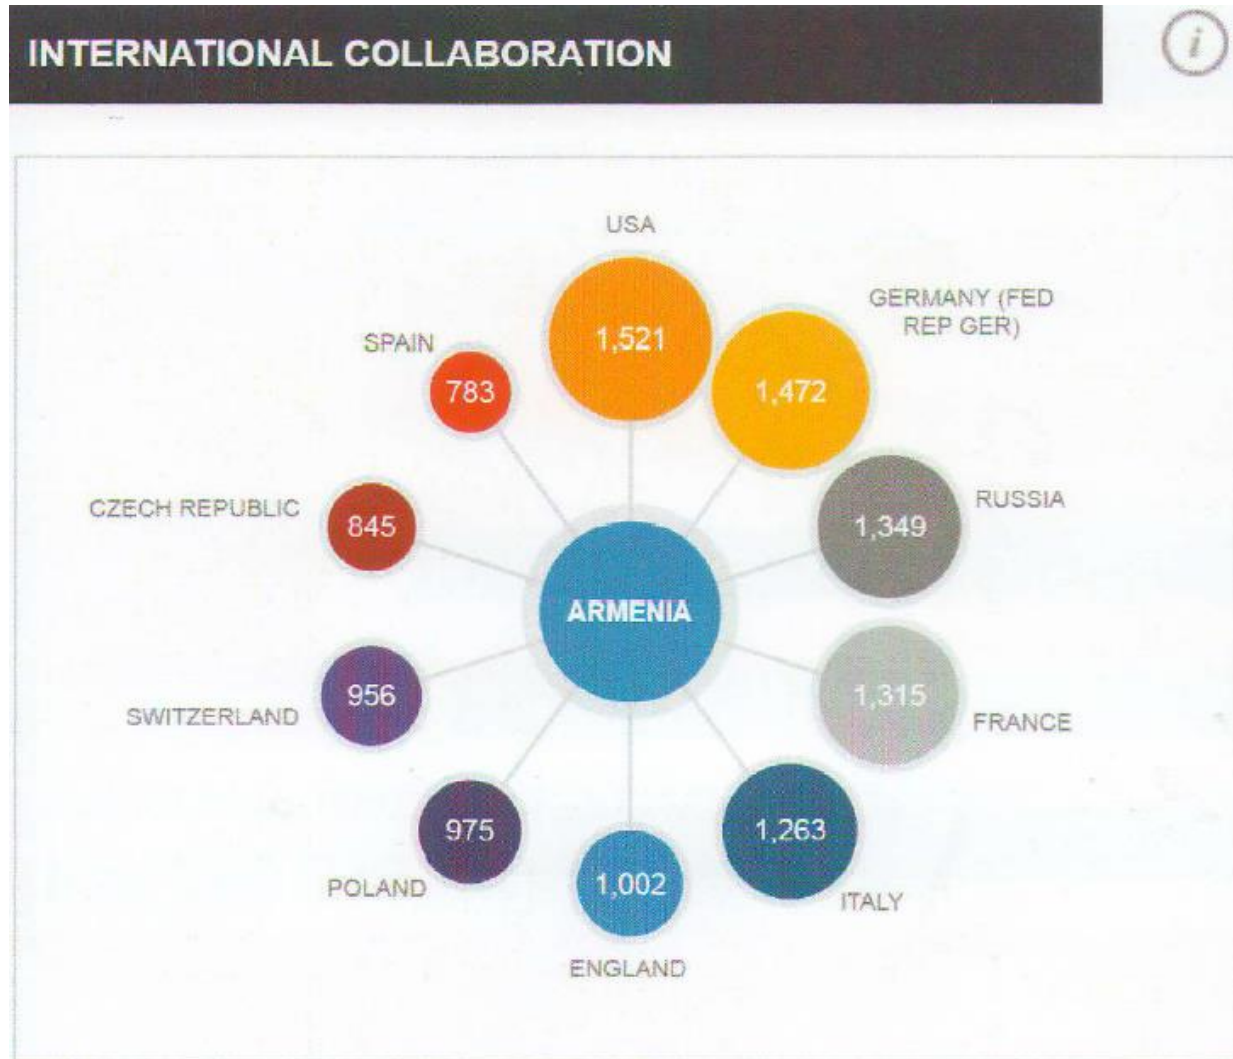 INTERNATIONAL COLLABORATION
i
USA
1,521
GERMANY (FED
REP GER)
1,472
RUSSIA
1,349
FRANCE
1,315
ITALY
1,263
ENGLAND
1,002
POLAND
975
SWITZERLAND
956
CZECH REPUBLIC
845
SPAIN
783
ARMENIA